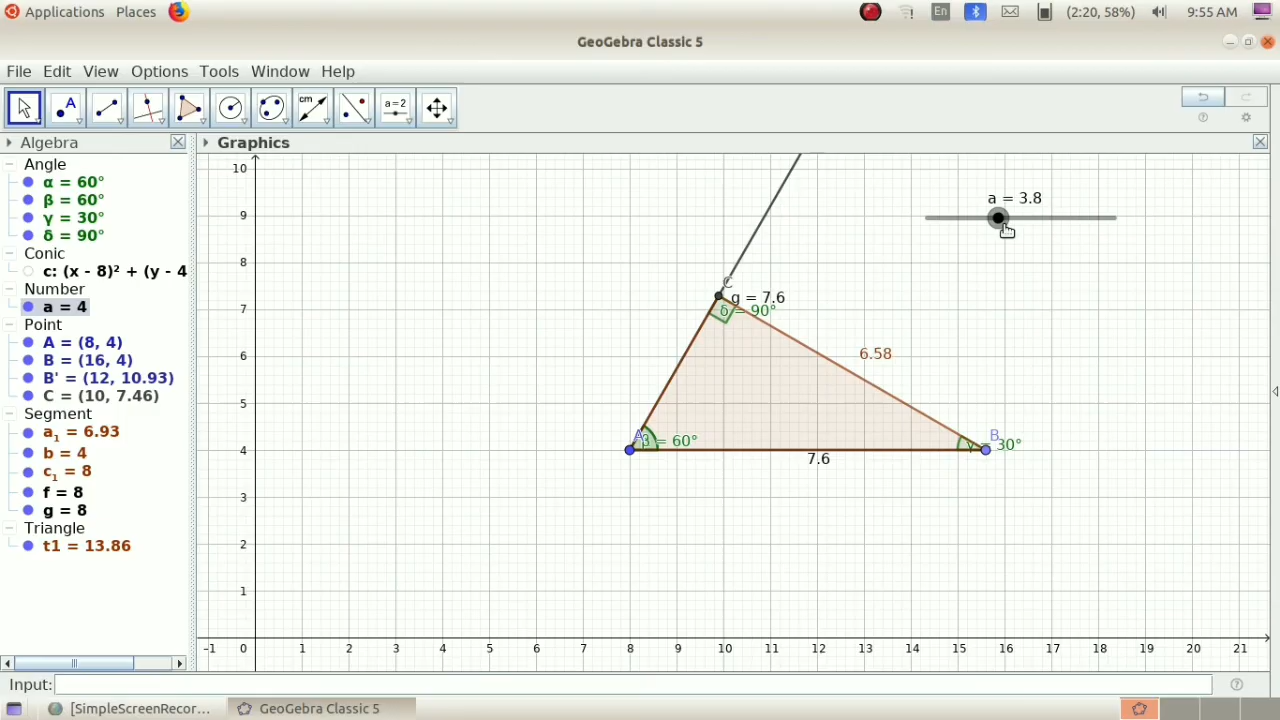 Applications Places En (2:20, 58%) 9:55 AM
GeoGebra Classic 5
File Edit View Options Tools Window Help
A cm a=2
Algebra Graphics
Angle
α = 60°
β = 60°
γ = 30°
δ = 90°
Conic
c: (x - 8)² + (y - 4
Number
a = 4
Point
A = (8, 4)
B = (16, 4)
B' = (12, 10.93)
C = (10, 7.46)
Segment
a₁ = 6.93
b = 4
c₁ = 8
f = 8
g = 8
Triangle
t1 = 13.86
a = 3.8
C
g = 7.6
δ = 90°
6.58
A
β = 60°
B
γ = 30°
7.6
10
9
8
7
6
5
4
3
2
1
-1 0 1 2 3 4 5 6 7 8 9 10 11 12 13 14 15 16 17 18 19 20 21
Input:
[SimpleScreenRecor... GeoGebra Classic 5